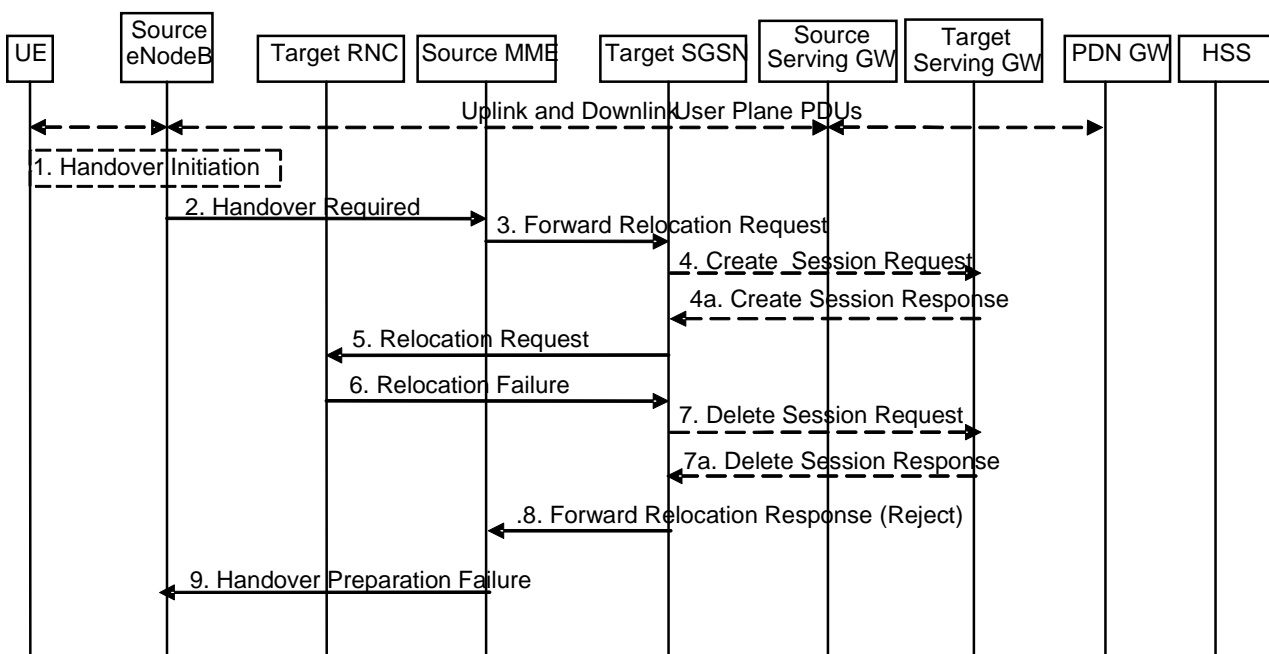 UE
Source
eNodeB
Target RNC
Source MME
Target SGSN
Source
Serving GW
Target
Serving GW
PDN GW
HSS
Uplink and Downlink User Plane PDUs
1. Handover Initiation
2. Handover Required
3. Forward Relocation Request
4. Create Session Request
4a. Create Session Response
5. Relocation Request
6. Relocation Failure
7. Delete Session Request
7a. Delete Session Response
.8. Forward Relocation Response (Reject)
9. Handover Preparation Failure